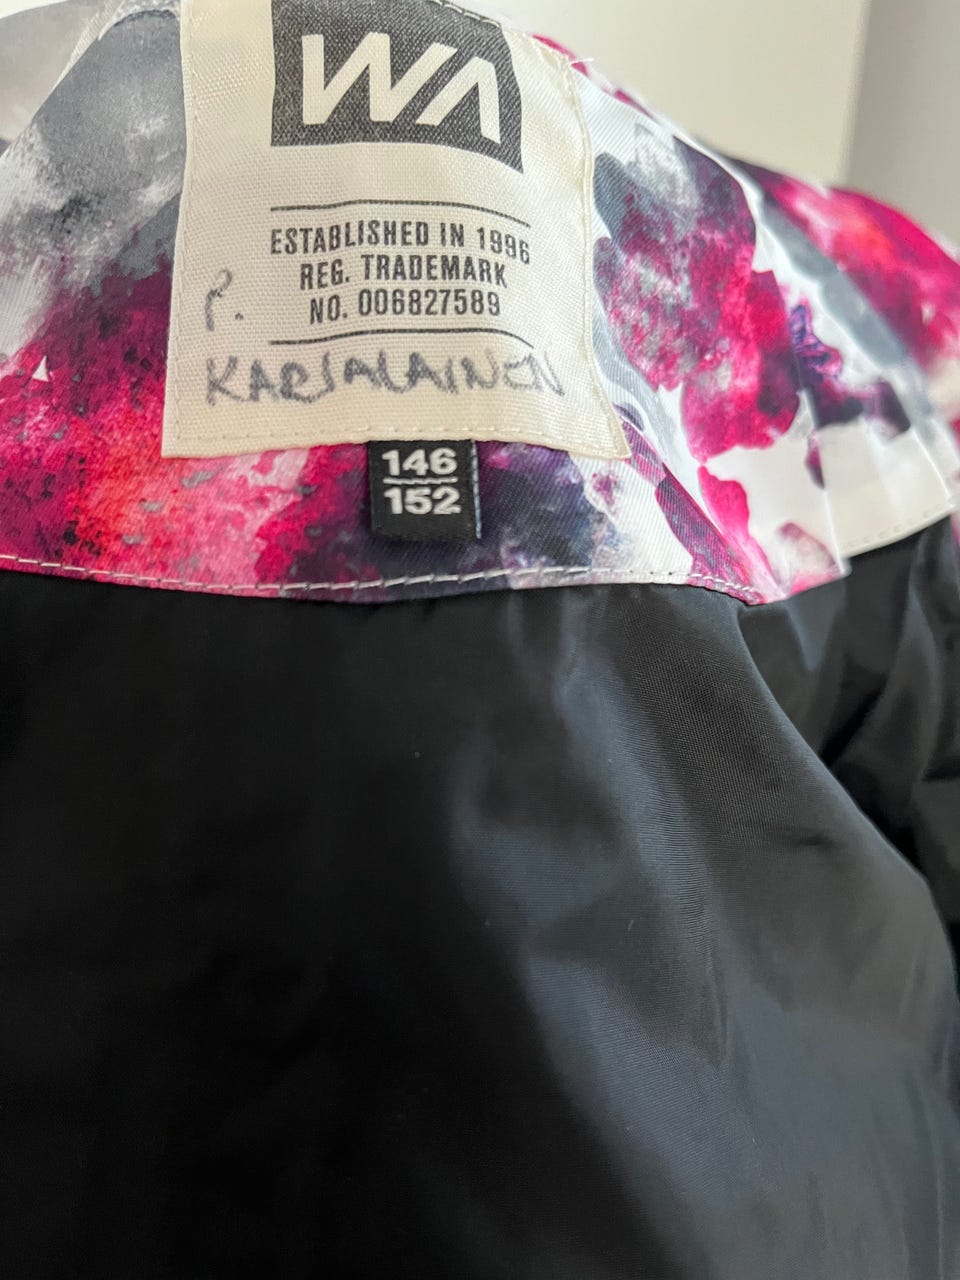 WA
ESTABLISHED IN 1996
REG. TRADEMARK
NO. 006827589
P.
KARJALAINEN
146
152